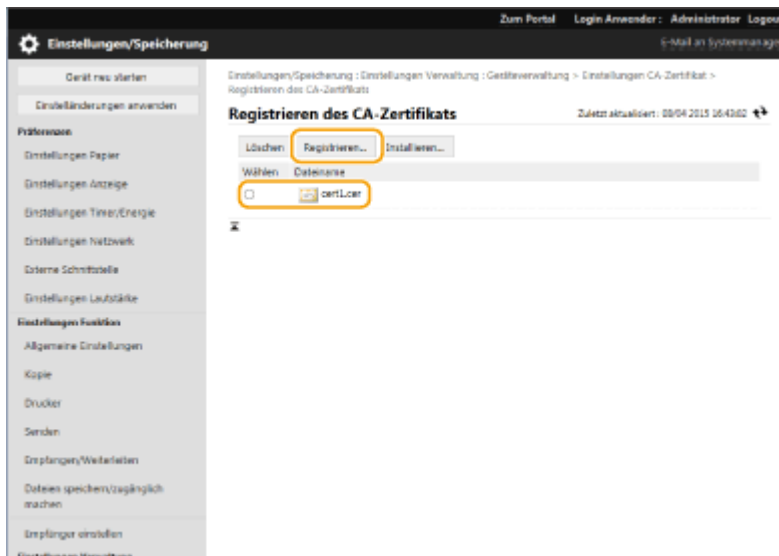 Zum Portal Login Anwender: Administrator Logou
Einstellungen/Speicherung
E-Mail an Systemmanage
Gerät neu starten
Einstelländerungen anwenden
Präferenzen
Einstellungen Papier
Einstellungen Anzeige
Einstellungen Timer/Energie
Einstellungen Netzwerk
Externe Schnittstelle
Einstellungen Lautstärke
Einstellungen Funktion
Allgemeine Einstellungen
Kopie
Drucker
Senden
Empfangen/Weiterleiten
Dateien speichern/zugänglich
machen
Empfänger einstellen
Einstellungen/Speicherung : Einstellungen Verwaltung : Geräteverwaltung > Einstellungen CA-Zertifikat >
Registrieren des CA-Zertifikats
Registrieren des CA-Zertifikats
Zuletzt aktualisiert : 08/04 2015 16:43:02
Löschen Registrieren... Installieren...
Wählen Dateiname
cert1.cer